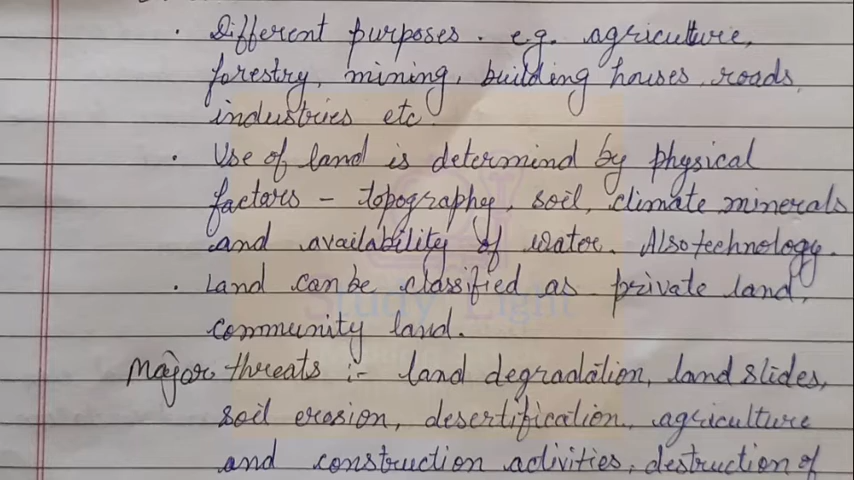 . Different purposes. e.g. agriculture,
forestry, mining, building houses, roads,
industries etc.
. Use of land is determind by physical
factors - topography, soil, climate minerals
and availability of water. Also technology.
. Land can be classified as private land,
community land.
Major threats :- land degradation, land slides,
soil erosion, desertification, agriculture
and construction activities, destruction of
Study Light